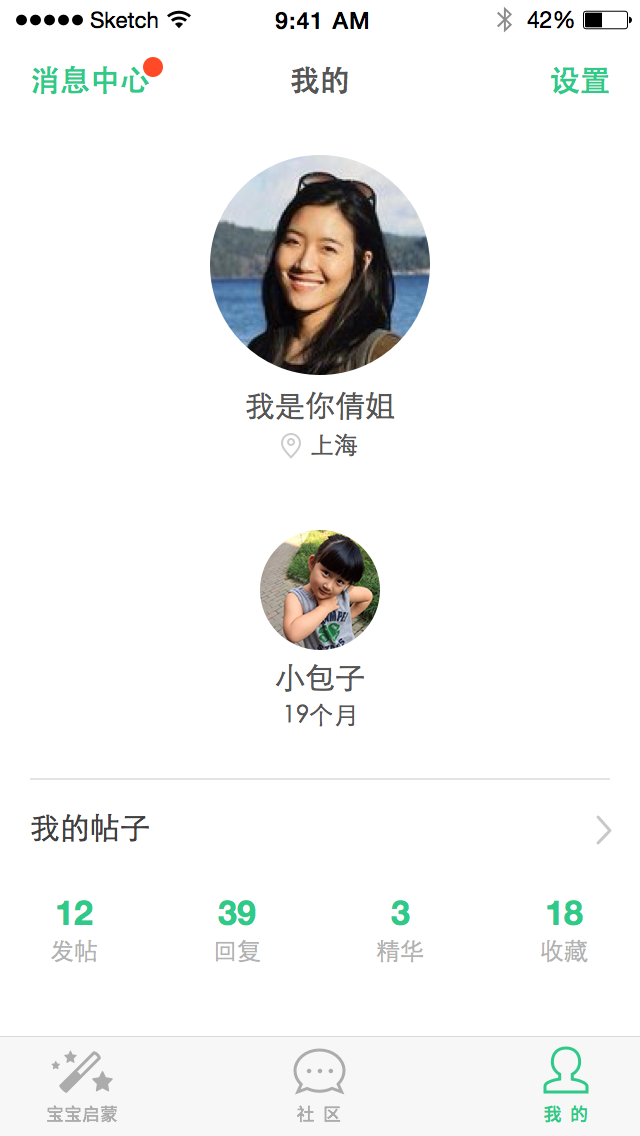 Sketch 9:41 AM 42%
消息中心 我的 设置
我是你倩姐
上海
小包子
19个月
我的帖子
12 39 3 18
发帖 回复 精华 收藏
宝宝启蒙 社区 我的